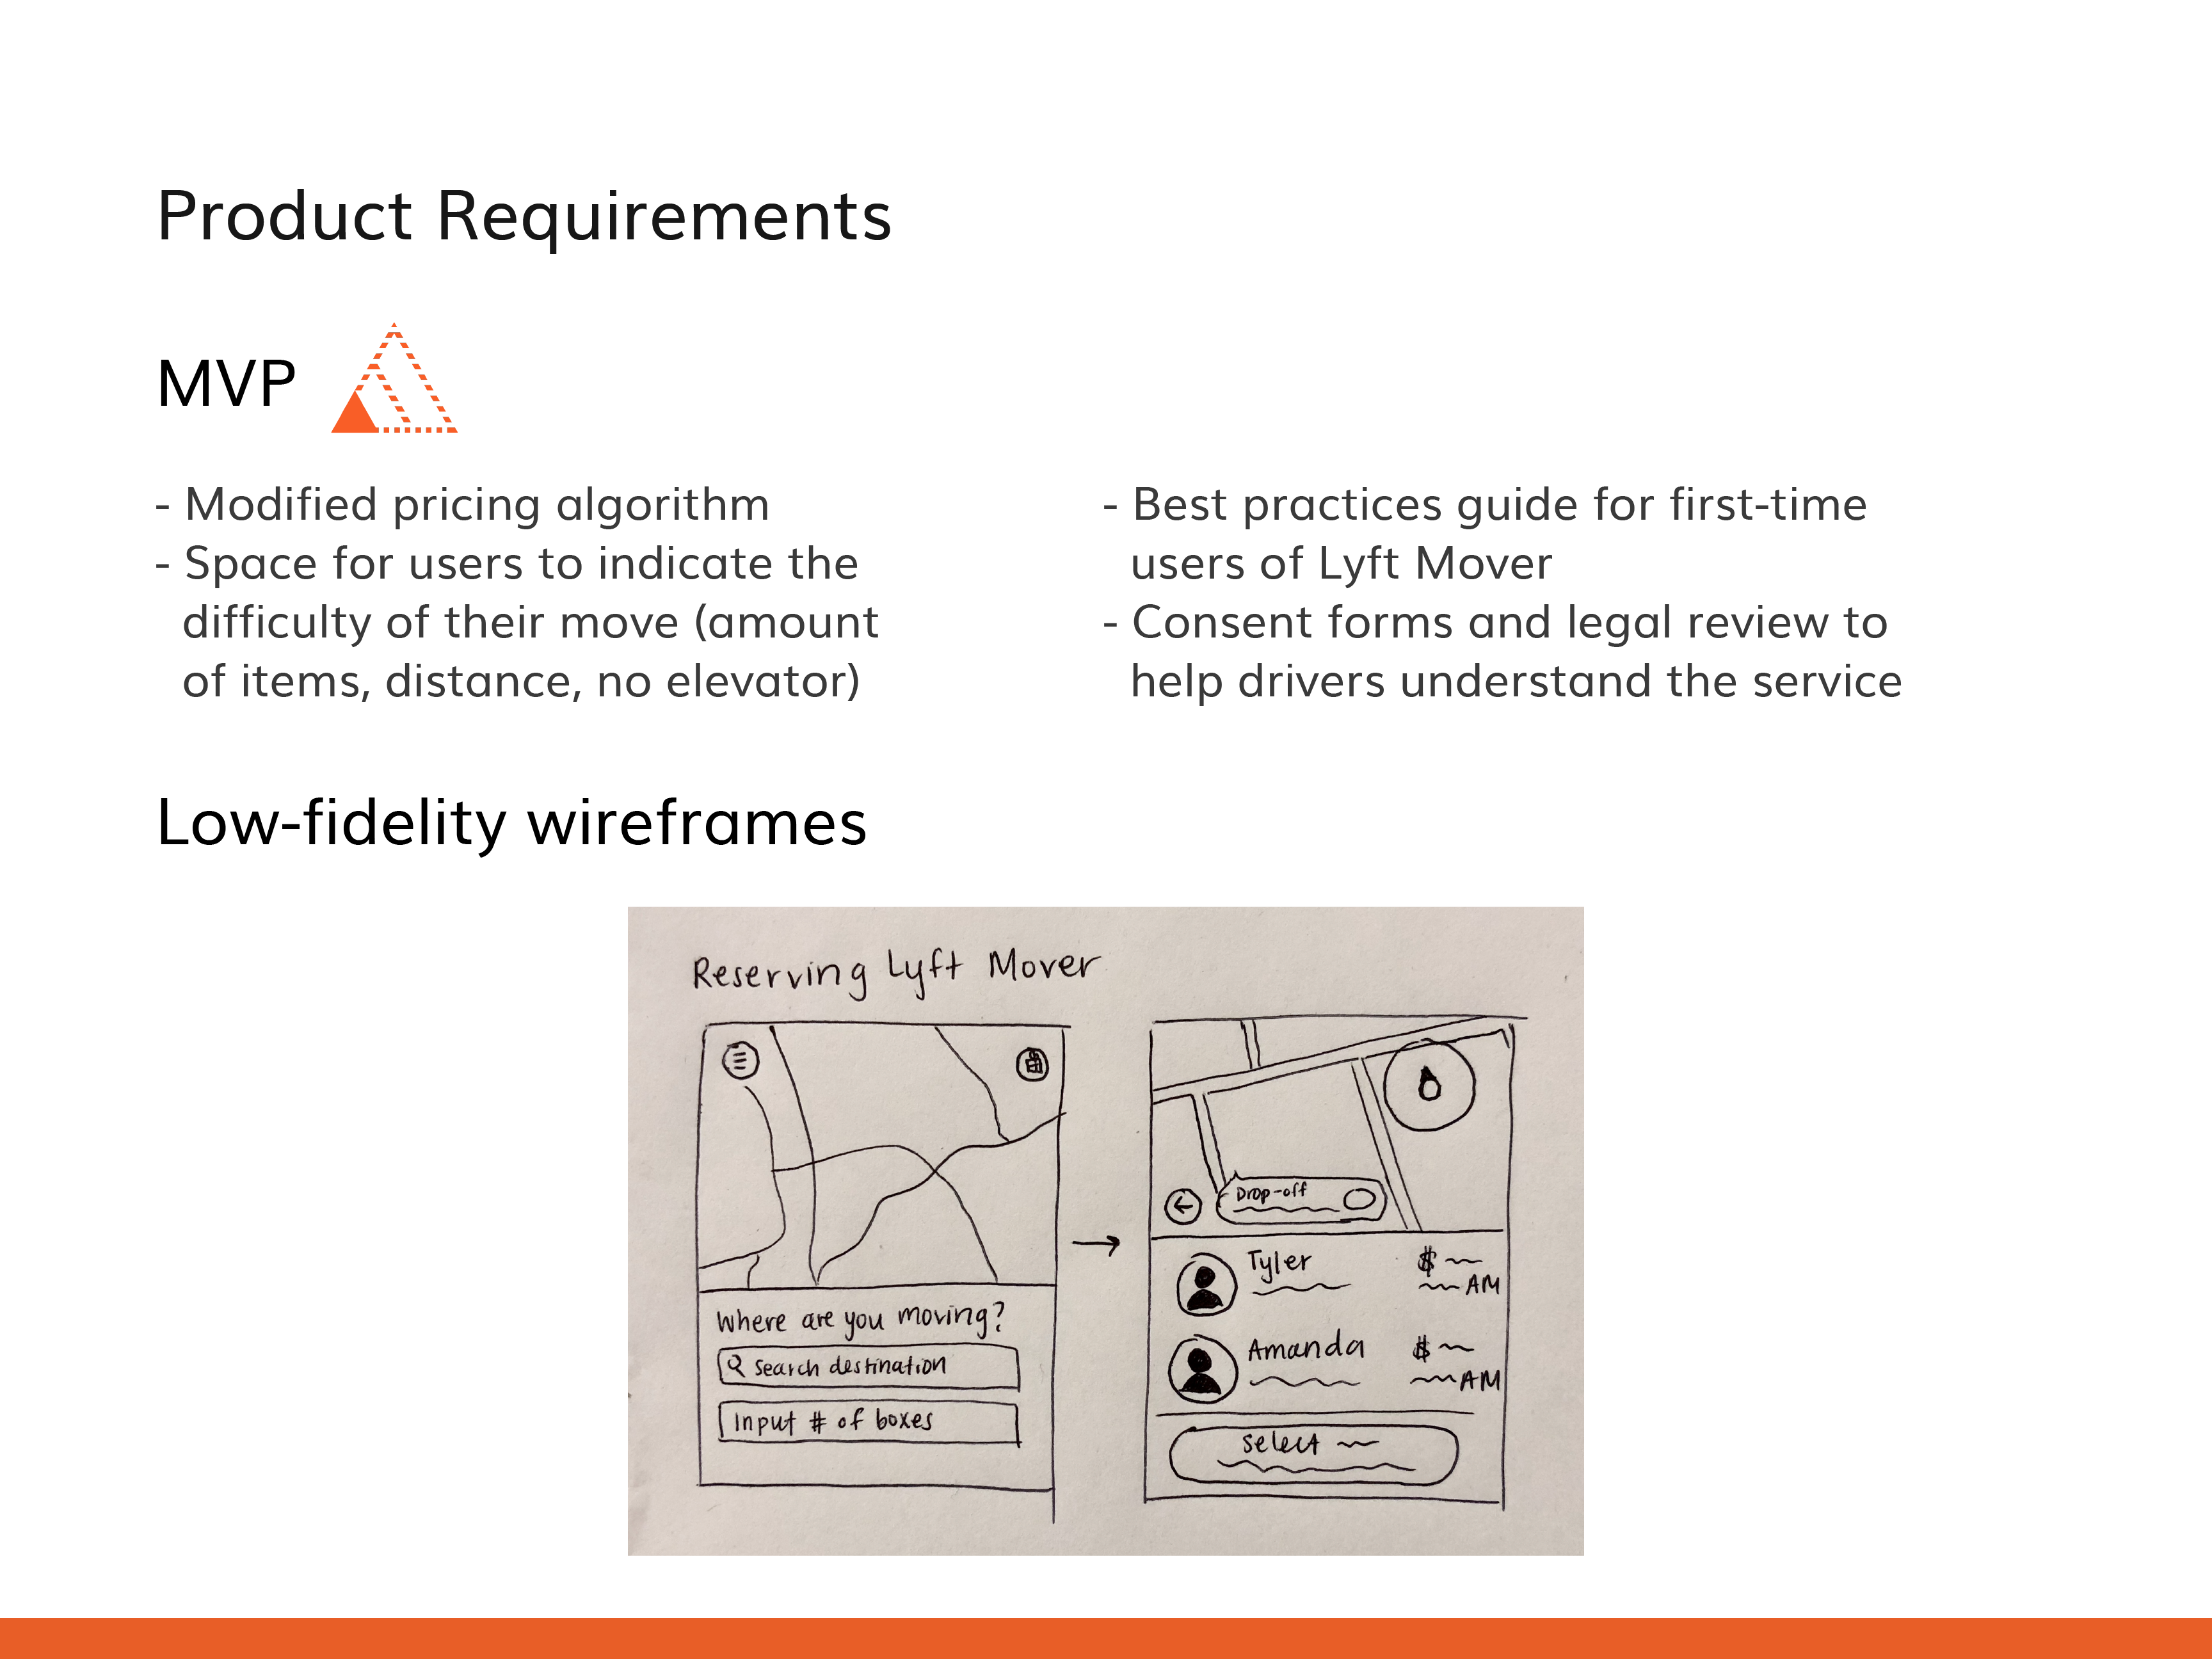 Product Requirements
MVP
- Modified pricing algorithm
- Space for users to indicate the
difficulty of their move (amount
of items, distance, no elevator)
- Best practices guide for first-time
users of Lyft Mover
- Consent forms and legal review to
help drivers understand the service
Low-fidelity wireframes
Reserving Lyft Mover
Where are you moving?
Search destination
Input # of boxes
Drop-off
Tyler
$
AM
Amanda
$
AM
Select